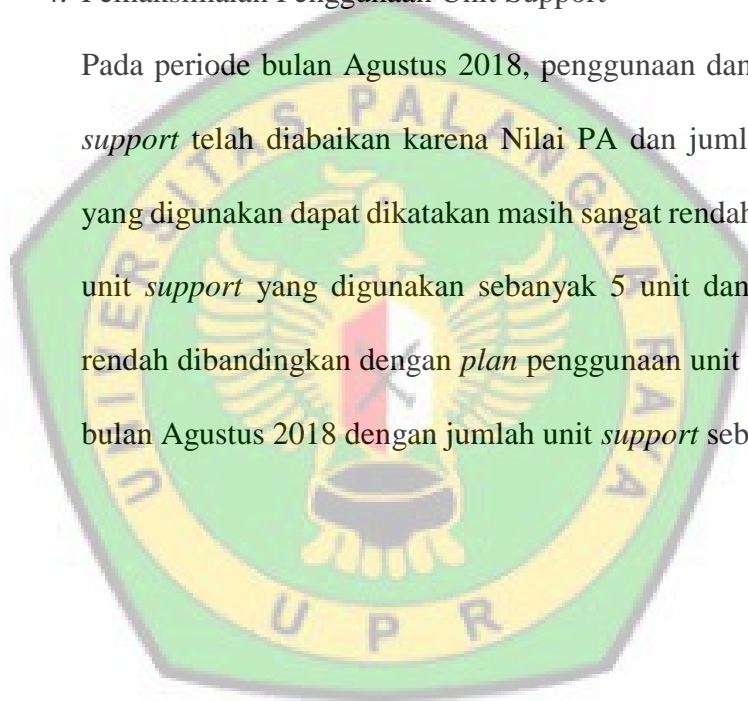 4. Pemaksimalan Penggunaan Unit Support
Pada periode bulan Agustus 2018, penggunaan dan
support telah diabaikan karena Nilai PA dan juml
yang digunakan dapat dikatakan masih sangat rendah
unit support yang digunakan sebanyak 5 unit dan
rendah dibandingkan dengan plan penggunaan unit
bulan Agustus 2018 dengan jumlah unit support seb
UNIVERSITAS PALANGKA RAYA
UPR